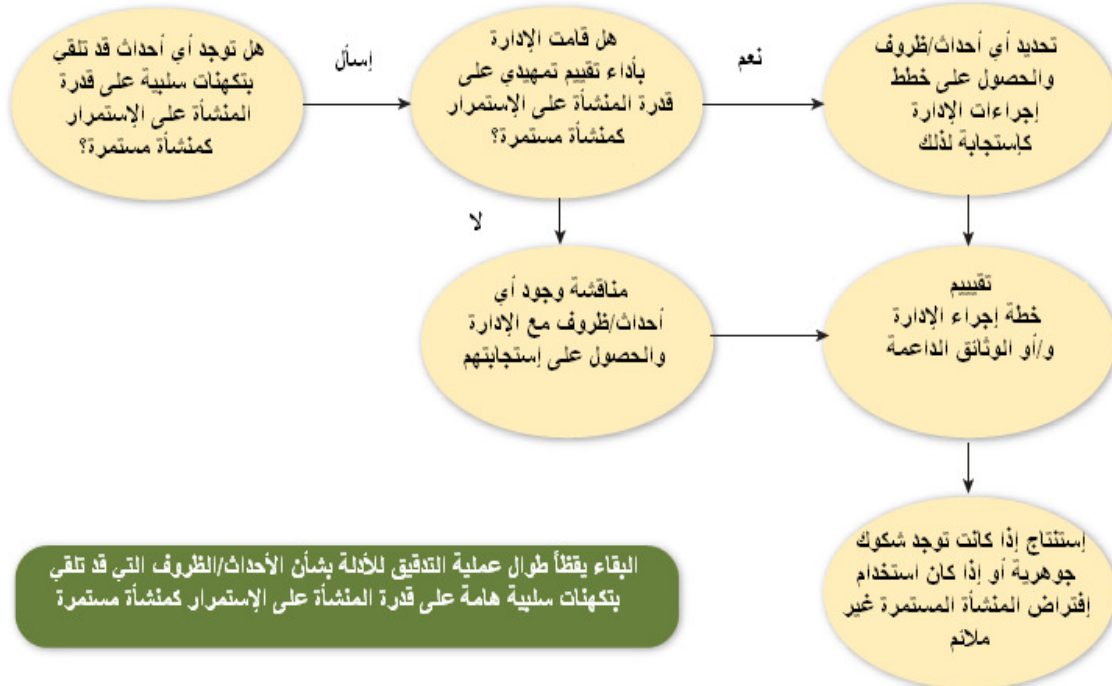 هل توجد أي أحداث قد تلقي
بتكهنات سلبية على قدرة
المنشأة على الإستمرار
كمنشأة مستمرة؟
إسأل
هل قامت الإدارة
بأداء تقييم تمهيدي على
قدرة المنشأة على الإستمرار
كمنشأة مستمرة؟
نعم
تحديد أي أحداث/ظروف
والحصول على خطط
إجراءات الإدارة
كإستجابة لذلك
لا
مناقشة وجود أي
أحداث/ظروف مع الإدارة
والحصول على إستجابتهم
تقييييم
خطة إجراء الإدارة
و/أو الوثائق الداعمة
إستنتاج إذا كانت توجد شكوك
جوهرية أو إذا كان استخدام
إفتراض المنشأة المستمرة غير
ملائم
البقاء يقظاً طوال عملية التدقيق للأدلة بشأن الأحداث/الظروف التي قد تلقي
بتكهنات سلبية هامة على قدرة المنشأة على الإستمرار كمنشأة مستمرة